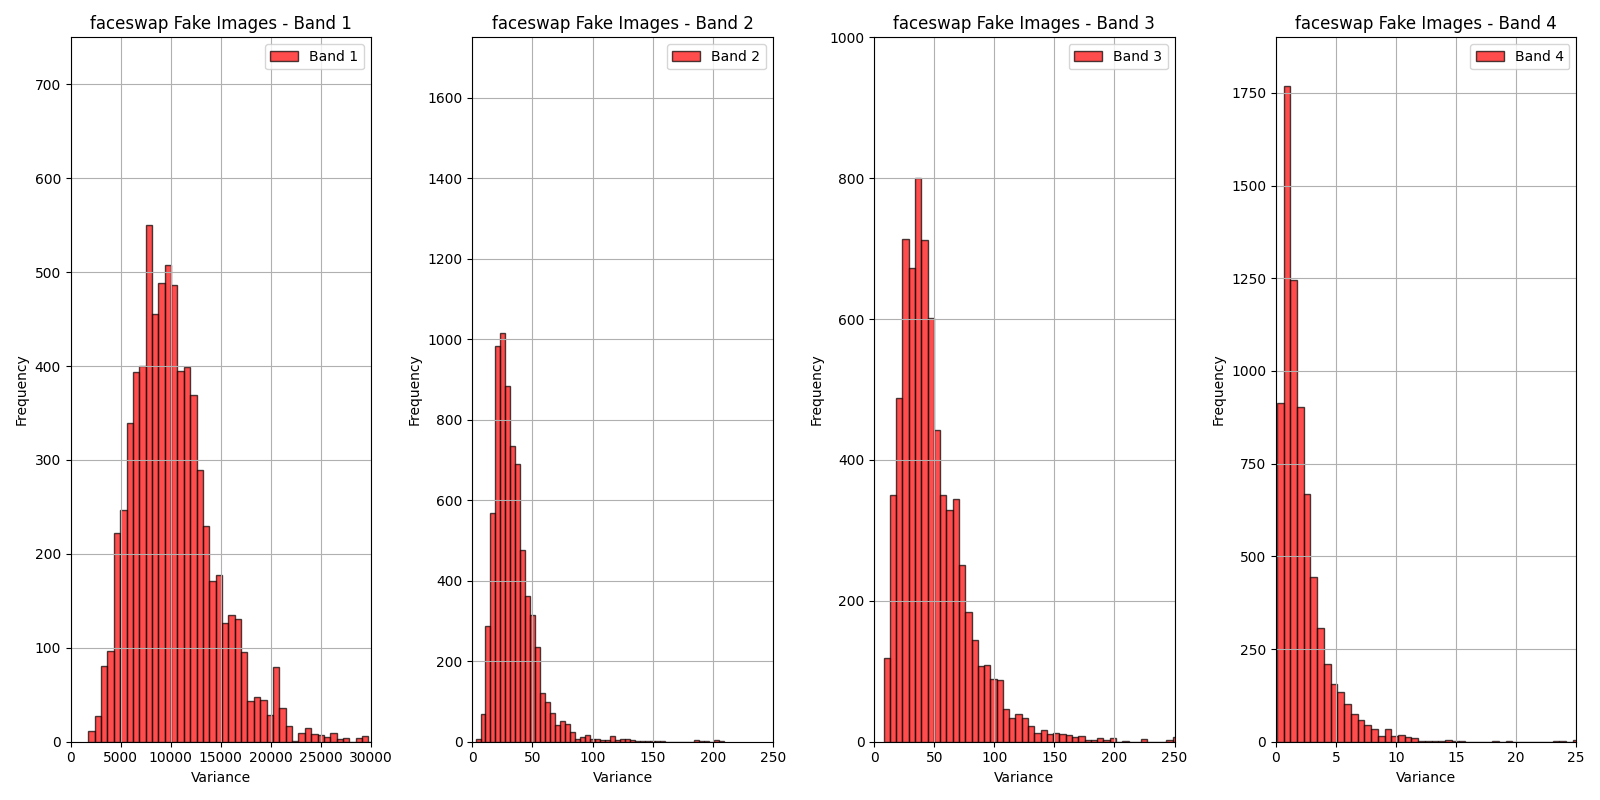 faceswap Fake Images - Band 1
Band 1
700
600
500
400
300
200
100
0
Frequency
0 5000 10000 15000 20000 25000 30000
Variance
faceswap Fake Images - Band 2
Band 2
1600
1400
1200
1000
800
600
400
200
0
Frequency
0 50 100 150 200 250
Variance
faceswap Fake Images - Band 3
Band 3
1000
800
600
400
200
0
Frequency
0 50 100 150 200 250
Variance
faceswap Fake Images - Band 4
Band 4
1750
1500
1250
1000
750
500
250
0
Frequency
0 5 10 15 20 25
Variance